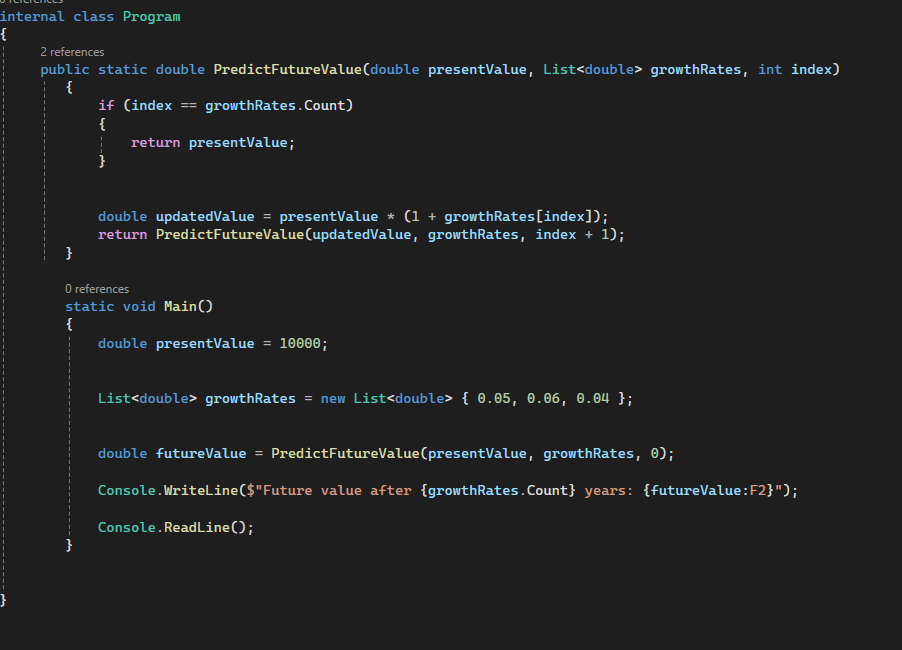 0 references
internal class Program
{
2 references
public static double PredictFutureValue(double presentValue, List<double> growthRates, int index)
{
if (index == growthRates.Count)
{
return presentValue;
}
double updatedValue = presentValue * (1 + growthRates[index]);
return PredictFutureValue(updatedValue, growthRates, index + 1);
}
0 references
static void Main()
{
double presentValue = 10000;
List<double> growthRates = new List<double> { 0.05, 0.06, 0.04 };
double futureValue = PredictFutureValue(presentValue, growthRates, 0);
Console.WriteLine($"Future value after {growthRates.Count} years: {futureValue:F2}");
Console.ReadLine();
}
}